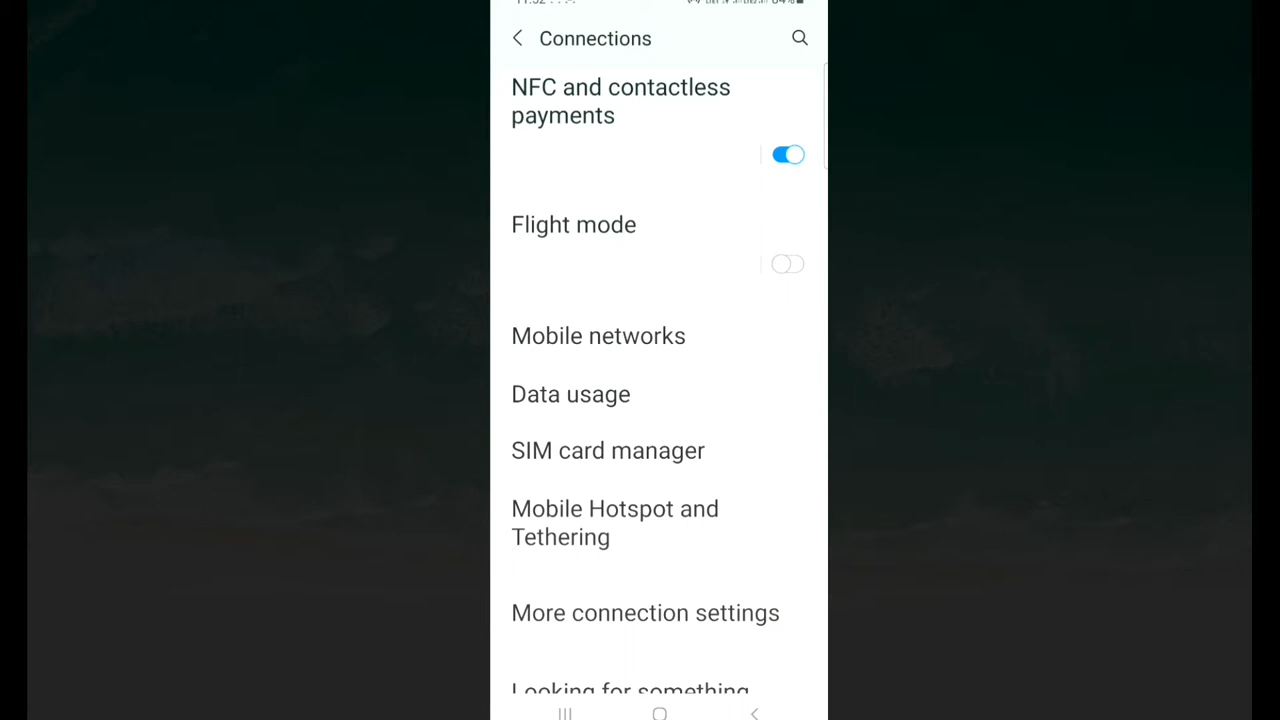 Connections
NFC and contactless
payments
Flight mode
Mobile networks
Data usage
SIM card manager
Mobile Hotspot and
Tethering
More connection settings
Looking for something